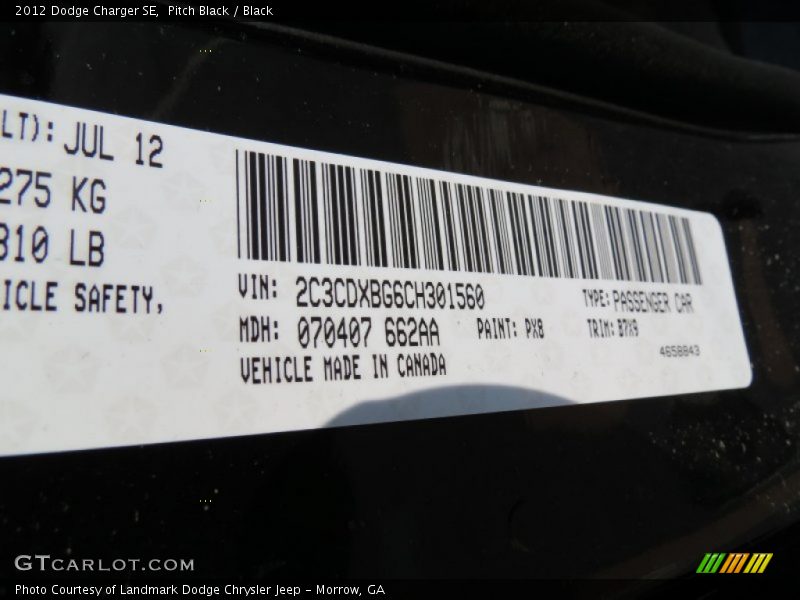 2012 Dodge Charger SE, Pitch Black / Black
LT): JUL 12
275 KG
310 LB
ICLE SAFETY,
VIN: 2C3CDXBG6CH301560
TYPE: PASSENGER CAR
MDH: 070407 662AA
PAINT: PX8
TRIM: B7X9
VEHICLE MADE IN CANADA
4658843
GTCARLOT.COM
Photo Courtesy of Landmark Dodge Chrysler Jeep - Morrow, GA